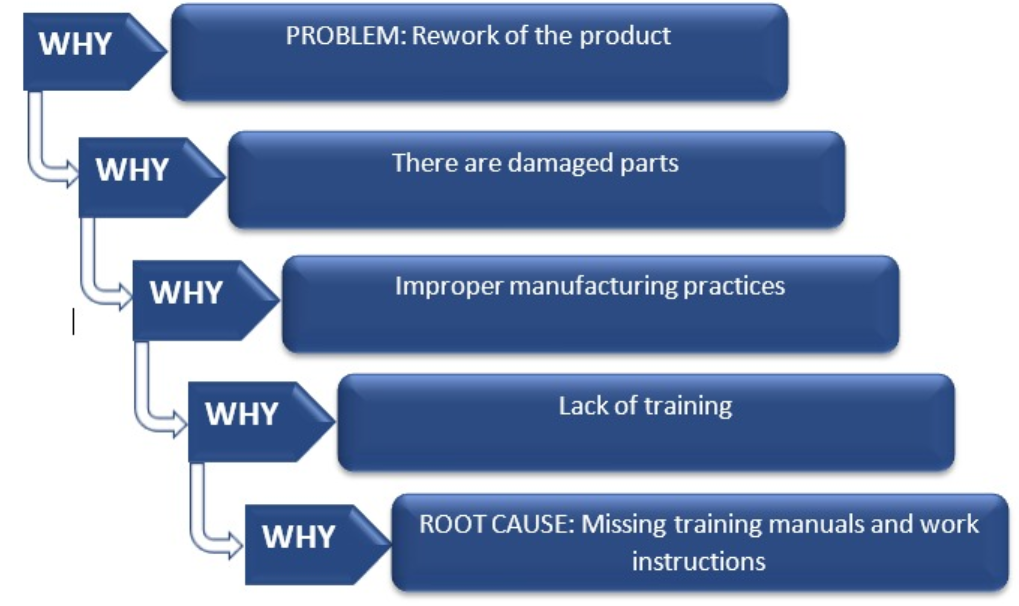 WHY
PROBLEM: Rework of the product
WHY
There are damaged parts
WHY
Improper manufacturing practices
WHY
Lack of training
WHY
ROOT CAUSE: Missing training manuals and work
instructions